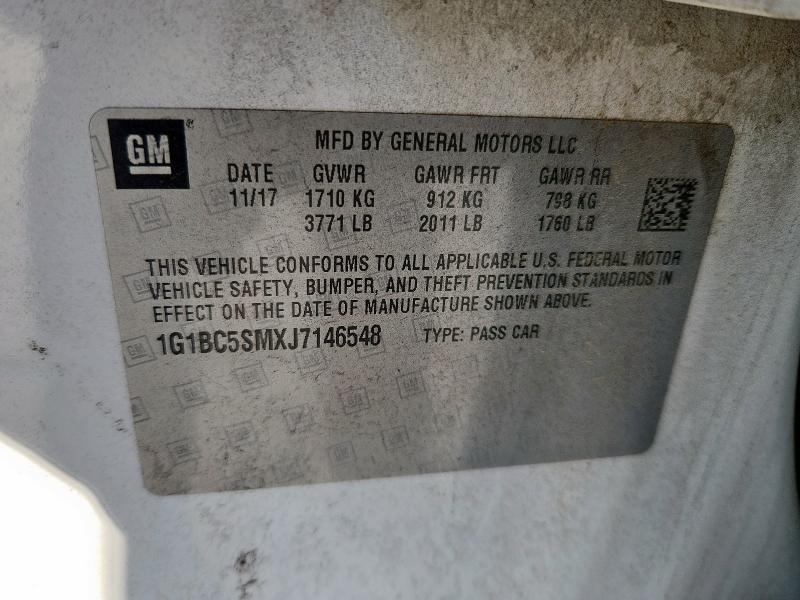 GM ®
MFD BY GENERAL MOTORS LLC
DATE GVWR GAWR FRT GAWR RR
11/17 1710 KG 912 KG 798 KG
3771 LB 2011 LB 1760 LB
THIS VEHICLE CONFORMS TO ALL APPLICABLE U.S. FEDERAL MOTOR
VEHICLE SAFETY, BUMPER, AND THEFT PREVENTION STANDARDS IN
EFFECT ON THE DATE OF MANUFACTURE SHOWN ABOVE.
1G1BC5SMXJ7146548 TYPE: PASS CAR